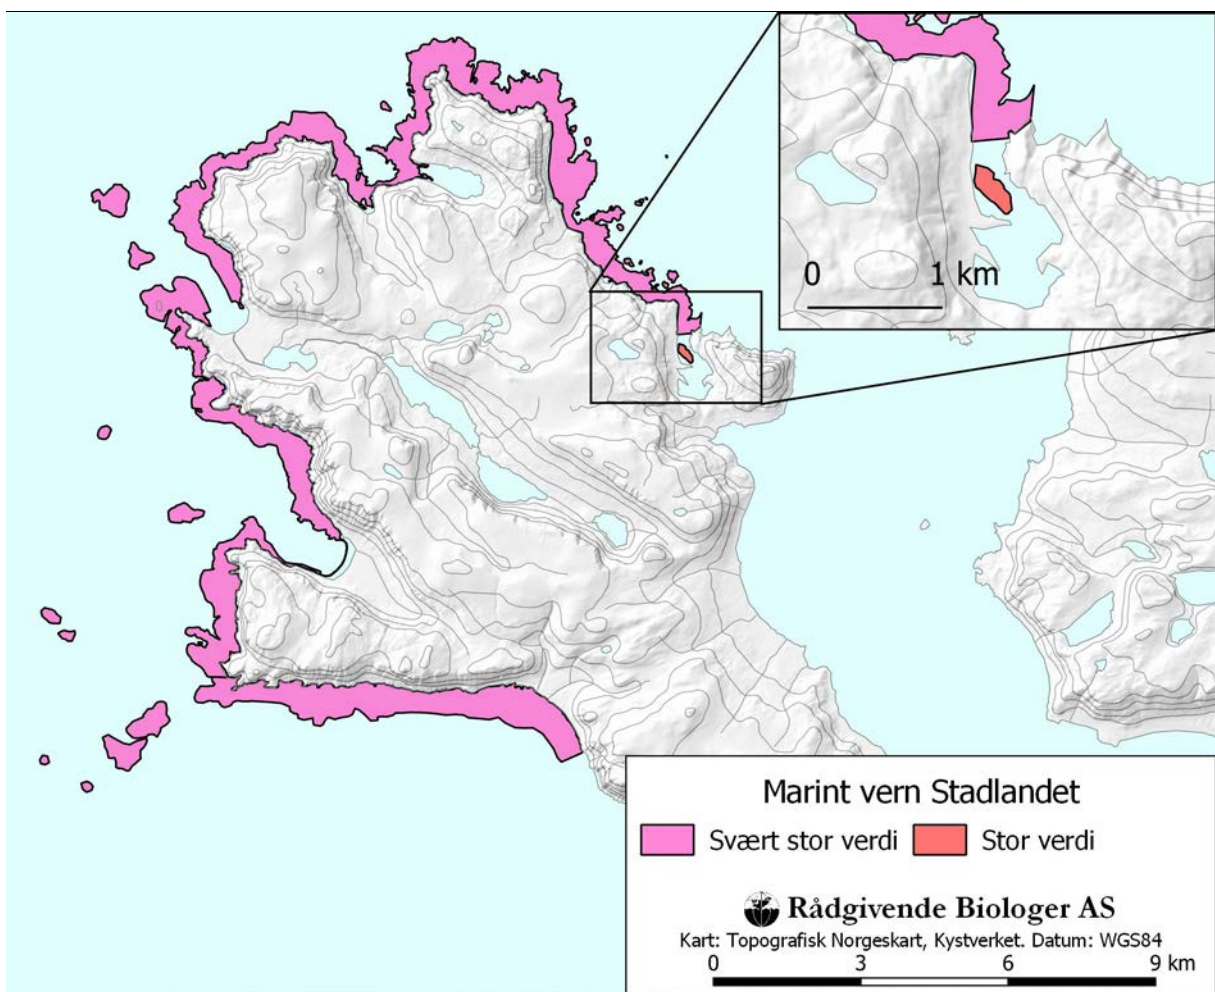 0 1 km
Marint vern Stadlandet
Svært stor verdi Stor verdi
Rådgivende Biologer AS
Kart: Topografisk Norgeskart, Kystverket. Datum: WGS84
0 3 6 9 km